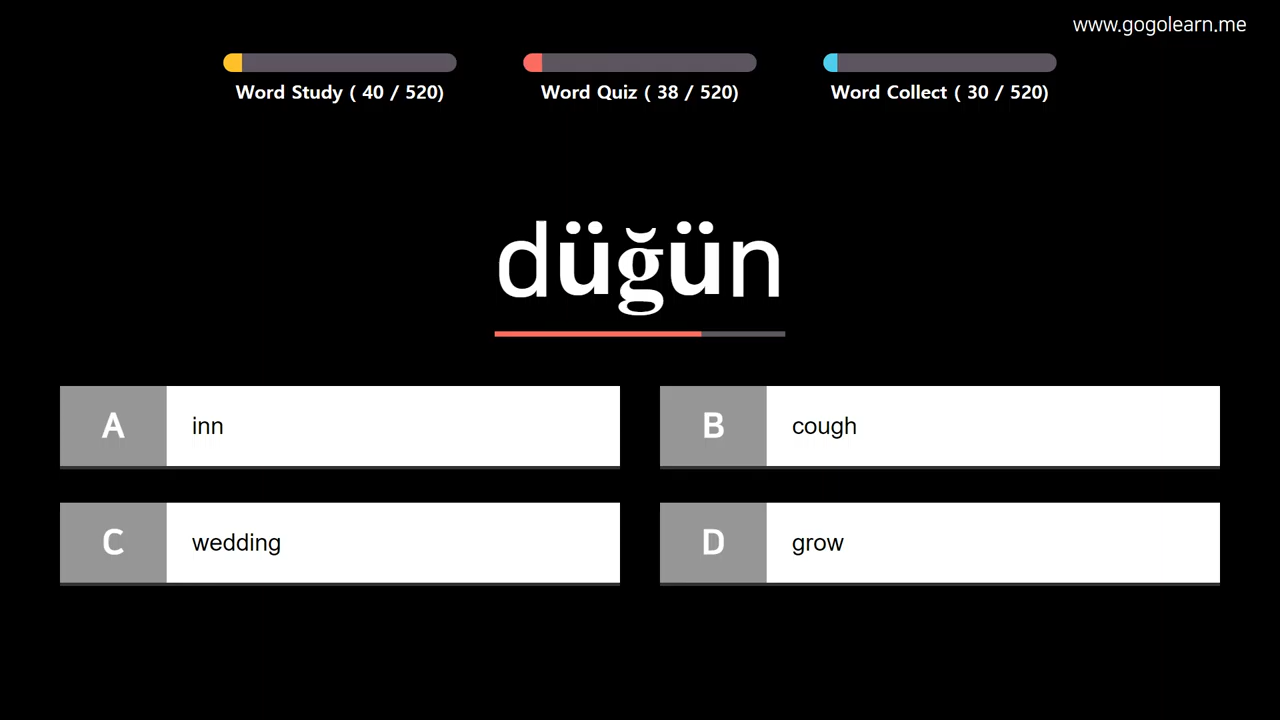 www.gogolearn.me
Word Study ( 40 / 520)
Word Quiz ( 38 / 520)
Word Collect ( 30 / 520)
düğün
A inn
B cough
C wedding
D grow